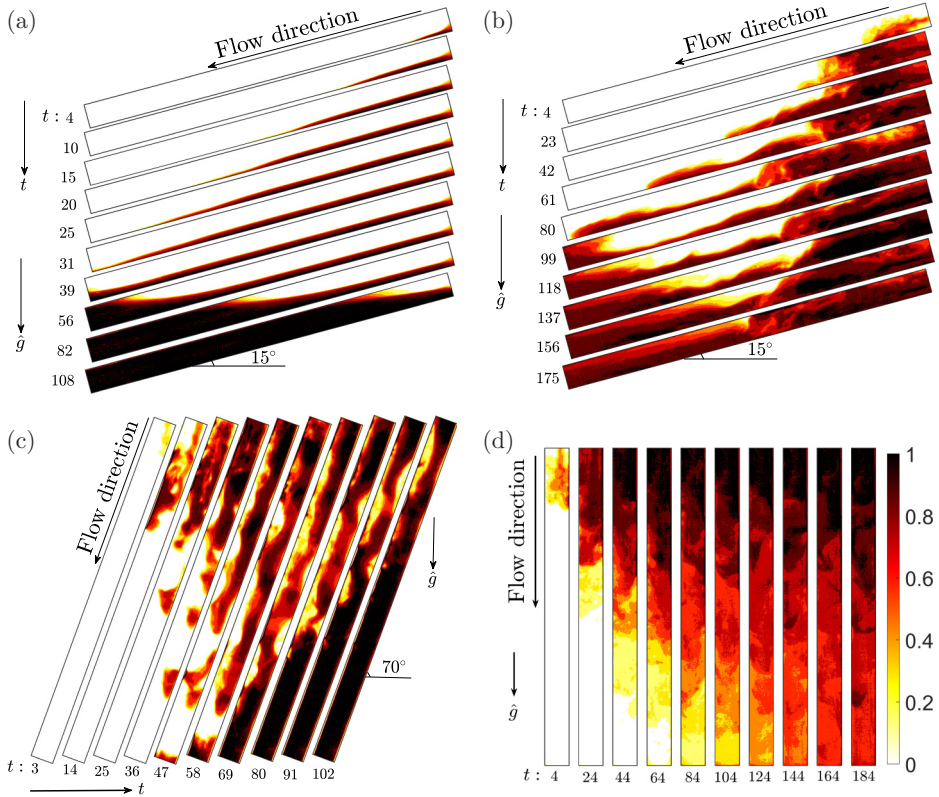 (a)
Flow direction
t : 4
10
15
20
25
31
39
56
82
108
t
ĝ
15°
(b)
Flow direction
t : 4
23
42
61
80
99
118
137
156
175
t
ĝ
15°
(c)
Flow direction
ĝ
70°
t : 3 14 25 36 47 58 69 80 91 102
t
(d)
Flow direction
ĝ
1
0.8
0.6
0.4
0.2
0
t : 4 24 44 64 84 104 124 144 164 184